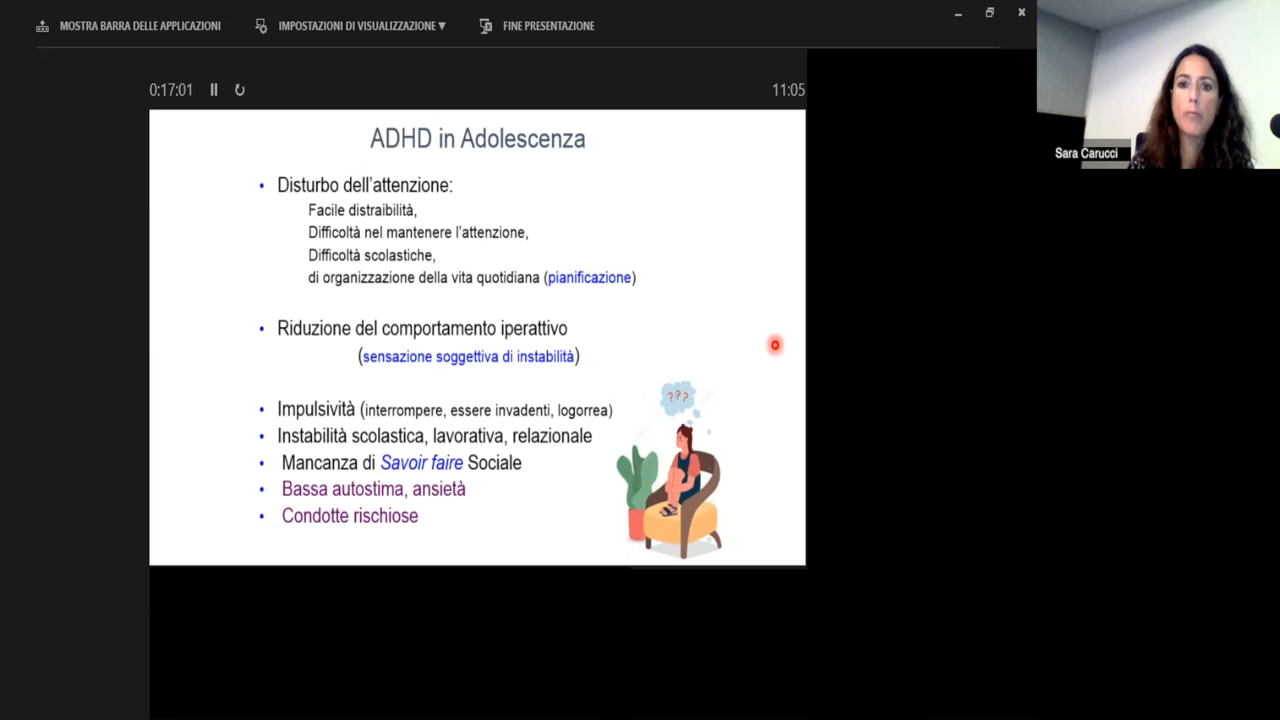 MOSTRA BARRA DELLE APPLICAZIONI
IMPOSTAZIONI DI VISUALIZZAZIONE ▼
FINE PRESENTAZIONE
0:17:01
11:05
Sara Carucci
ADHD in Adolescenza
• Disturbo dell'attenzione:
Facile distraibilità,
Difficoltà nel mantenere l'attenzione,
Difficoltà scolastiche,
di organizzazione della vita quotidiana (pianificazione)
• Riduzione del comportamento iperattivo
(sensazione soggettiva di instabilità)
• Impulsività (interrompere, essere invadenti, logorrea)
• Instabilità scolastica, lavorativa, relazionale
• Mancanza di Savoir faire Sociale
• Bassa autostima, ansietà
• Condotte rischiose
???